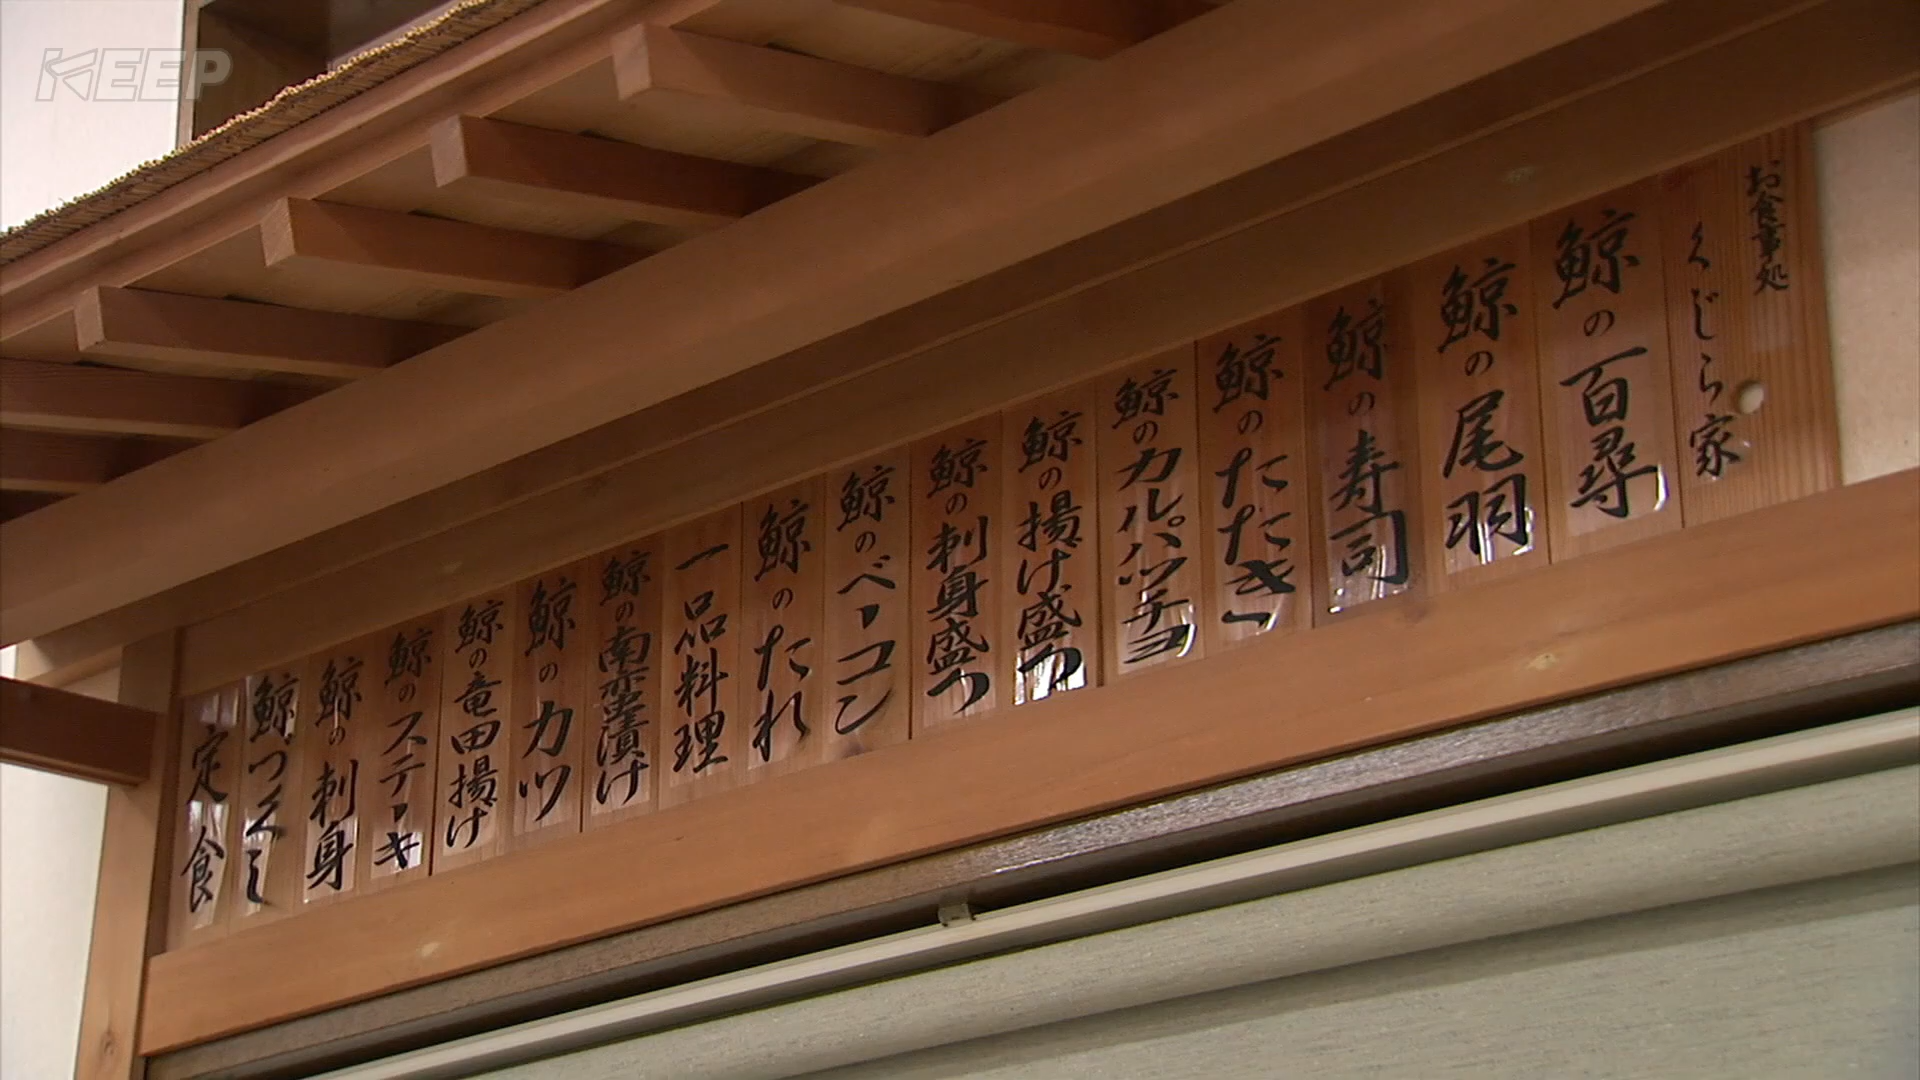 KEEP
お食事処
くじら家
鯨の百尋
鯨の尾羽
鯨の寿司
鯨のたたき
鯨のカルパッチョ
鯨の揚げ盛り
鯨の刺身盛り
鯨のベーコン
鯨のたれ
一品料理
鯨の南蛮漬け
鯨のカツ
鯨の竜田揚げ
鯨のステーキ
鯨の刺身
鯨づくし
定食